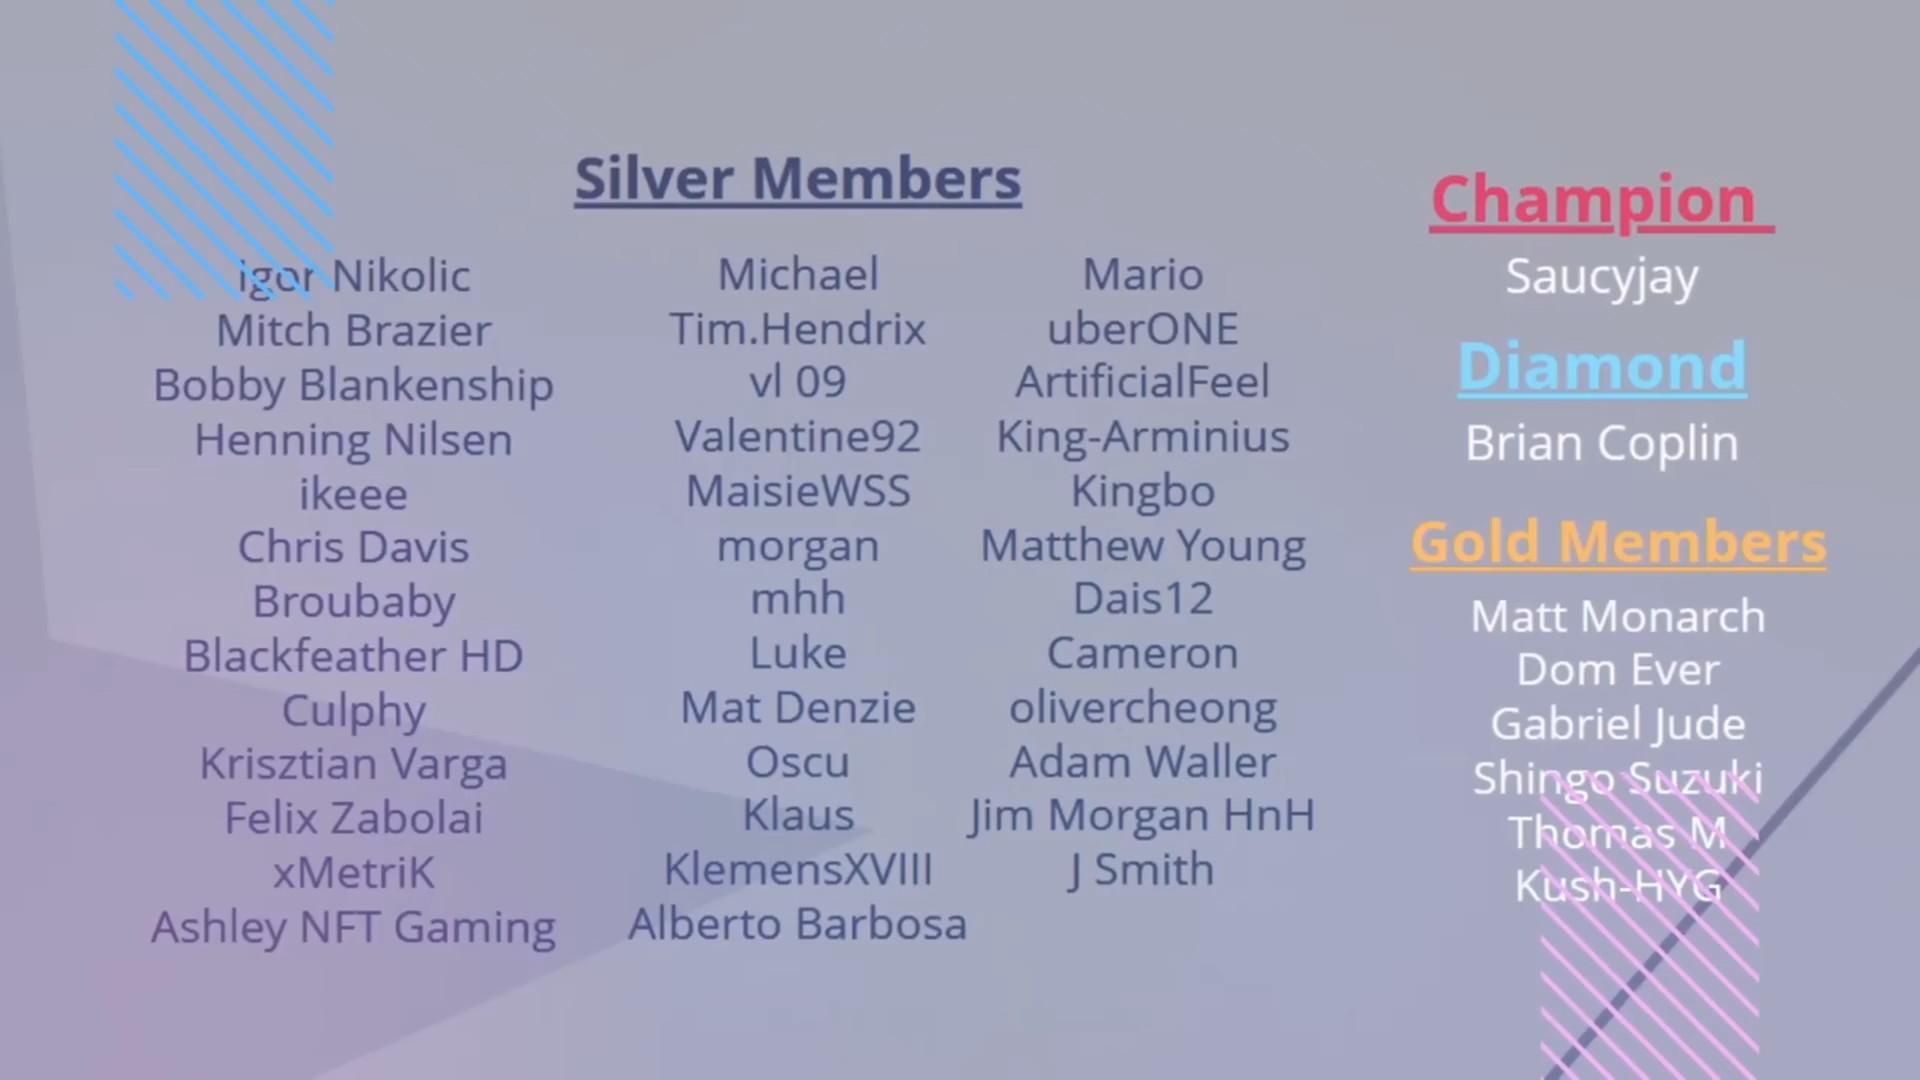 Silver Members
Igor Nikolic
Mitch Brazier
Bobby Blankenship
Henning Nilsen
ikeee
Chris Davis
Broubaby
Blackfeather HD
Culphy
Krisztian Varga
Felix Zabolai
xMetriK
Ashley NFT Gaming
Michael
Tim.Hendrix
vl 09
Valentine92
MaisieWSS
morgan
mhh
Luke
Mat Denzie
Oscu
Klaus
KlemensXVIII
Alberto Barbosa
Mario
uberONE
ArtificialFeel
King-Arminius
Kingbo
Matthew Young
Dais12
Cameron
olivercheong
Adam Waller
Jim Morgan HnH
J Smith
Champion
Saucyjay
Diamond
Brian Coplin
Gold Members
Matt Monarch
Dom Ever
Gabriel Jude
Shingo Suzuki
Thomas M
Kush-HYG